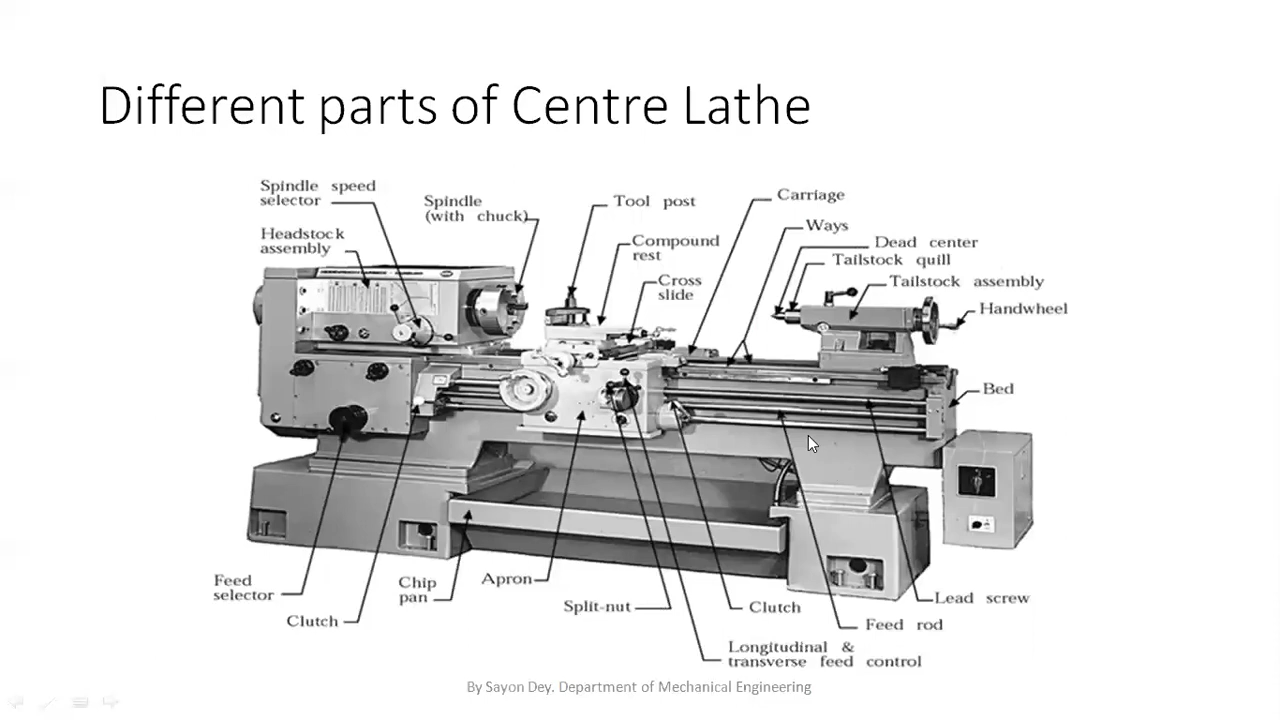 Different parts of Centre Lathe
Spindle speed
selector
Spindle
(with chuck)
Tool post
Carriage
Headstock
assembly
Compound
rest
Ways
Dead center
Tailstock quill
Cross
slide
Tailstock assembly
Handwheel
Bed
Feed
selector
Clutch
Chip
pan
Apron
Split-nut
Clutch
Lead screw
Feed rod
Longitudinal &
transverse feed control
By Sayon Dey. Department of Mechanical Engineering